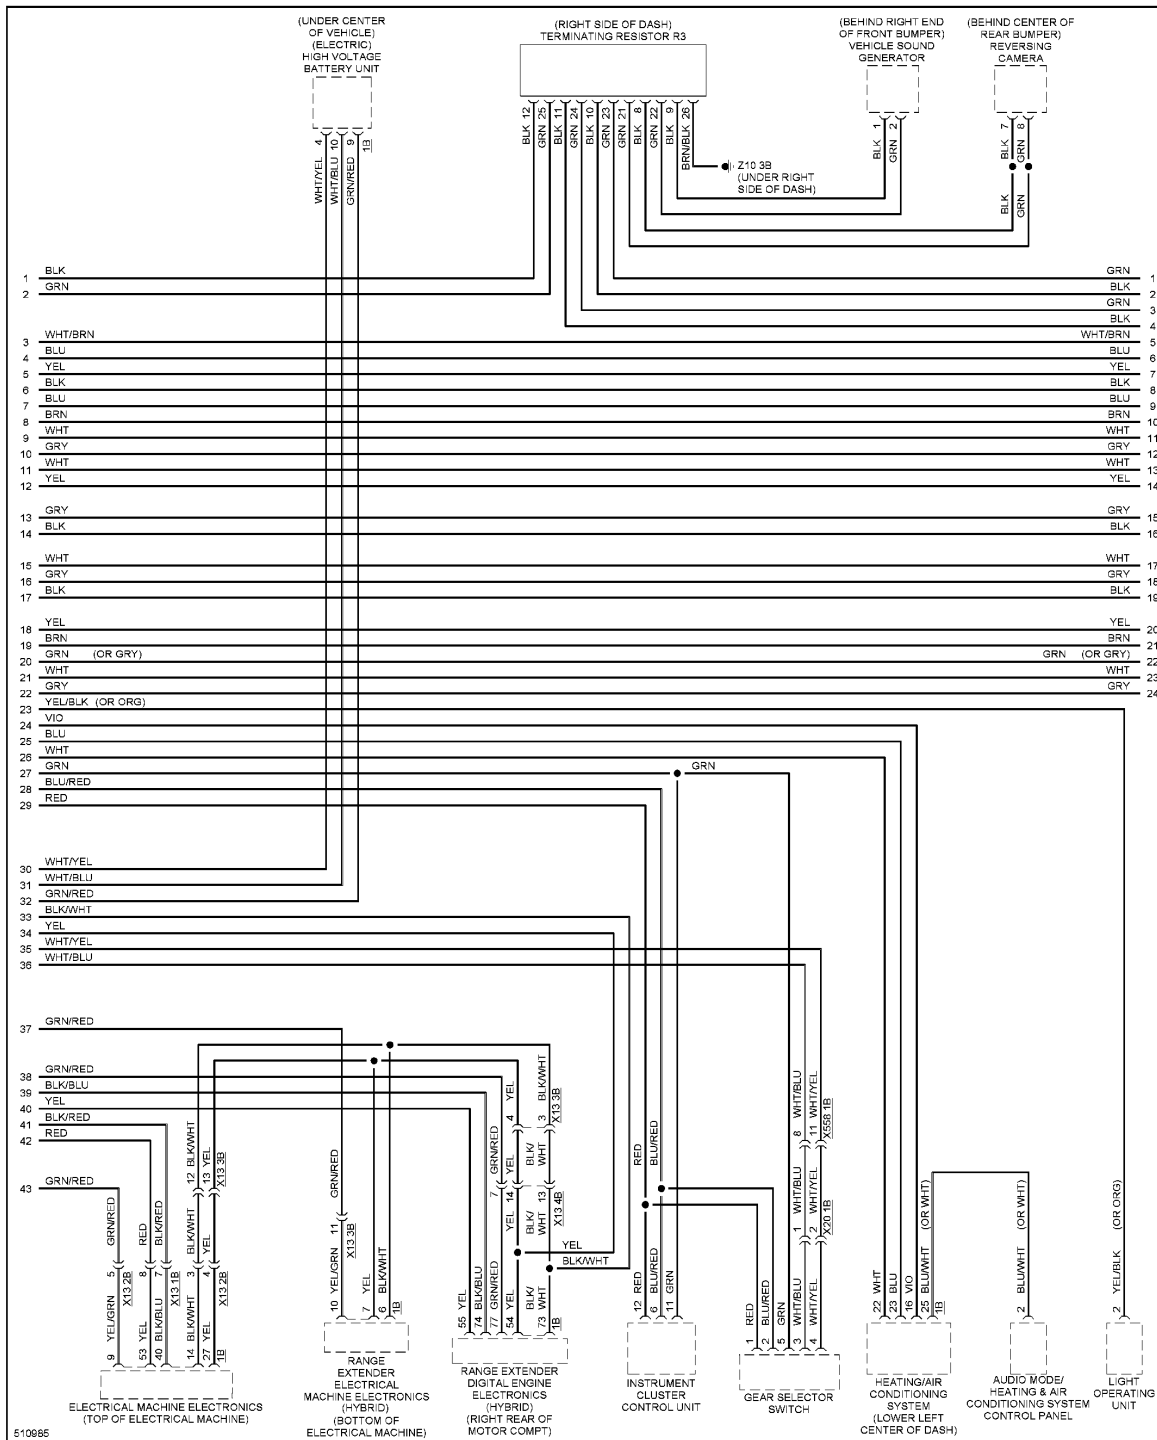 (UNDER CENTER
OF VEHICLE)
(ELECTRIC)
HIGH VOLTAGE
BATTERY UNIT
(RIGHT SIDE OF DASH)
TERMINATING RESISTOR R3
(BEHIND RIGHT END
OF FRONT BUMPER)
VEHICLE SOUND
GENERATOR
(BEHIND CENTER OF
REAR BUMPER)
REVERSING
CAMERA
WHT/YEL 4
WHT/BLU 10
GRN/RED 9
1B
BLK 12
GRN 25
BLK 11
GRN 24
BLK 10
GRN 23
GRN 21
BLK 8
GRN 22
BLK 9
BRN/BLK 26
Z10 3B
(UNDER RIGHT
SIDE OF DASH)
BLK 1
GRN 2
BLK 7
GRN 8
BLK
GRN
1 BLK GRN 1
2 GRN BLK 2
GRN 3
BLK 4
3 WHT/BRN WHT/BRN 5
4 BLU BLU 6
5 YEL YEL 7
6 BLK BLK 8
7 BLU BLU 9
8 BRN BRN 10
9 WHT WHT 11
10 GRY GRY 12
11 WHT WHT 13
12 YEL YEL 14
13 GRY GRY 15
14 BLK BLK 16
15 WHT WHT 17
16 GRY GRY 18
17 BLK BLK 19
18 YEL YEL 20
19 BRN BRN 21
20 GRN (OR GRY) GRN (OR GRY) 22
21 WHT WHT 23
22 GRY GRY 24
23 YEL/BLK (OR ORG)
24 VIO
25 BLU
26 WHT
27 GRN GRN
28 BLU/RED
29 RED
30 WHT/YEL
31 WHT/BLU
32 GRN/RED
33 BLK/WHT
34 YEL
35 WHT/YEL
36 WHT/BLU
37 GRN/RED
38 GRN/RED
39 BLK/BLU
40 YEL
41 BLK/RED
42 RED
43 GRN/RED
GRN/RED 5 X13 2B YEL/GRN 9
RED 8 YEL 53
BLK/RED 7 X13 1B BLK/BLU 40
BLK/WHT 12 BLK/WHT 3 BLK/WHT 14
YEL 13 X13 3B YEL 4 X13 2B YEL 27 1B
GRN/RED 11 X13 3B YEL/GRN 10
YEL 7
BLK/WHT 6 1B
YEL 55
BLK/BLU 74
GRN/RED 7 GRN/RED 77
YEL 4 YEL 14 YEL YEL 54
BLK/WHT 3 X13 3B BLK/ WHT 13 X13 4B BLK/ WHT BLK/ WHT 73 1B
YEL
BLK/WHT
RED RED 12
BLU/RED BLU/RED 6
GRN 11
RED 1
BLU/RED 2
GRN 5
WHT/BLU 8 WHT/BLU 1 WHT/BLU 3
WHT/YEL 11 X558 1B WHT/YEL 2 X20 1B WHT/YEL 4
WHT 22
BLU 23
VIO 16
(OR WHT) BLU/WHT 25 1B
(OR WHT) BLU/WHT 2
(OR ORG) YEL/BLK 2
ELECTRICAL MACHINE ELECTRONICS
(TOP OF ELECTRICAL MACHINE)
RANGE
EXTENDER
ELECTRICAL
MACHINE ELECTRONICS
(HYBRID)
(BOTTOM OF
ELECTRICAL MACHINE)
RANGE EXTENDER
DIGITAL ENGINE
ELECTRONICS
(HYBRID)
(RIGHT REAR OF
MOTOR COMPT)
INSTRUMENT
CLUSTER
CONTROL UNIT
GEAR SELECTOR
SWITCH
HEATING/AIR
CONDITIONING
SYSTEM
(LOWER LEFT
CENTER OF DASH)
AUDIO MODE/
HEATING & AIR
CONDITIONING SYSTEM
CONTROL PANEL
LIGHT
OPERATING
UNIT
510985